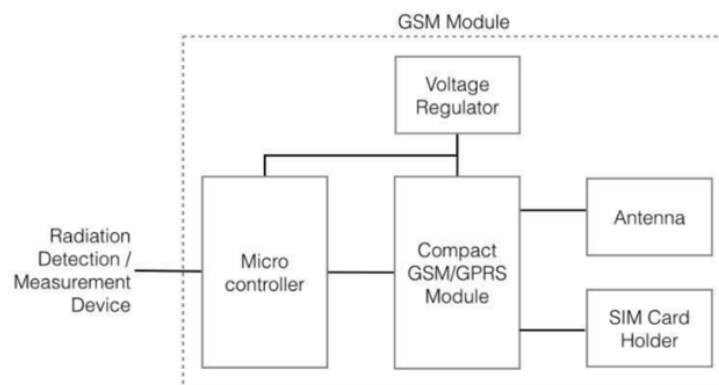 GSM Module
Voltage
Regulator
Radiation
Detection /
Measurement
Device
Micro
controller
Compact
GSM/GPRS
Module
Antenna
SIM Card
Holder